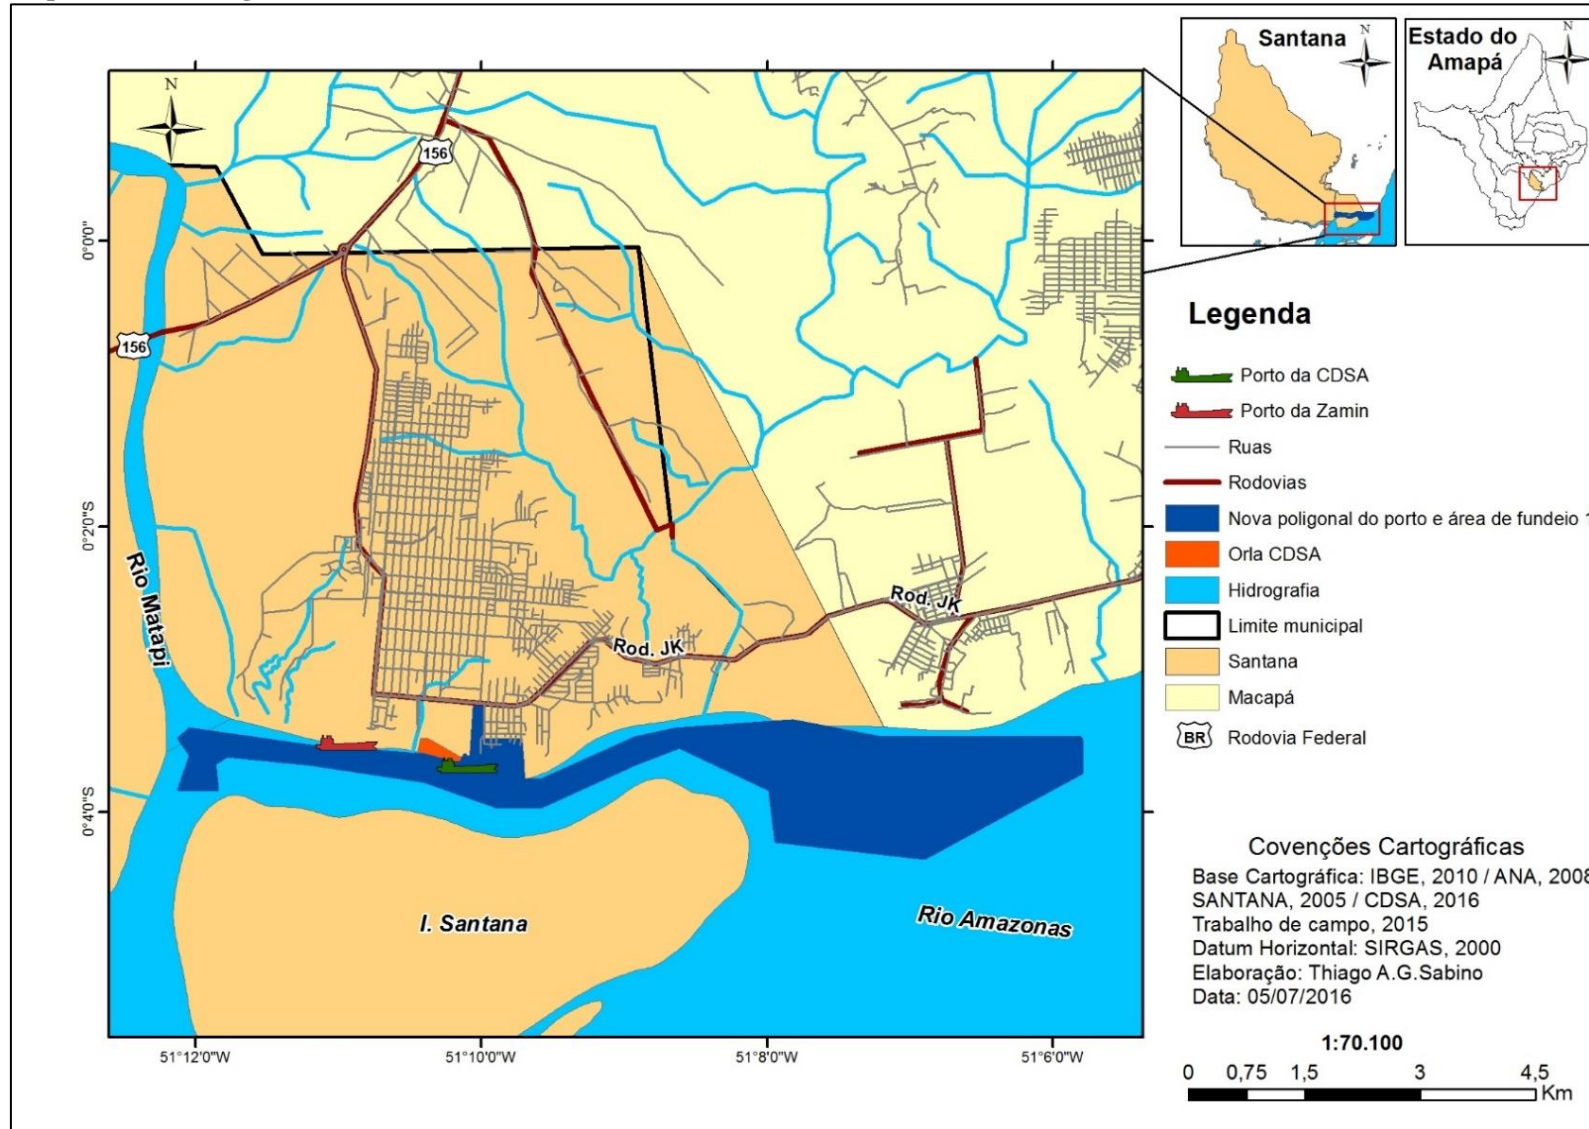 N
156
156
Rio Matapi
Rod. JK
Rod. JK
I. Santana
Rio Amazonas
0°0'0"
0°2'0"S
0°4'0"S
51°12'0"W
51°10'0"W
51°8'0"W
51°6'0"W
Santana
N
Estado do
Amapá
N
Legenda
Porto da CDSA
Porto da Zamin
Ruas
Rodovias
Nova poligonal do porto e área de fundeio 1
Orla CDSA
Hidrografia
Limite municipal
Santana
Macapá
BR Rodovia Federal
Covenções Cartográficas
Base Cartográfica: IBGE, 2010 / ANA, 2008
SANTANA, 2005 / CDSA, 2016
Trabalho de campo, 2015
Datum Horizontal: SIRGAS, 2000
Elaboração: Thiago A.G.Sabino
Data: 05/07/2016
1:70.100
0 0,75 1,5 3 4,5
Km